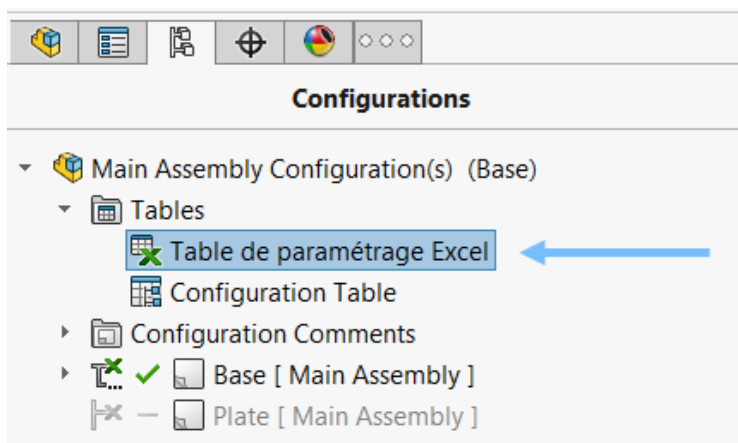 Configurations
Main Assembly Configuration(s) (Base)
Tables
Table de paramétrage Excel
Configuration Table
Configuration Comments
Base [ Main Assembly ]
Plate [ Main Assembly ]